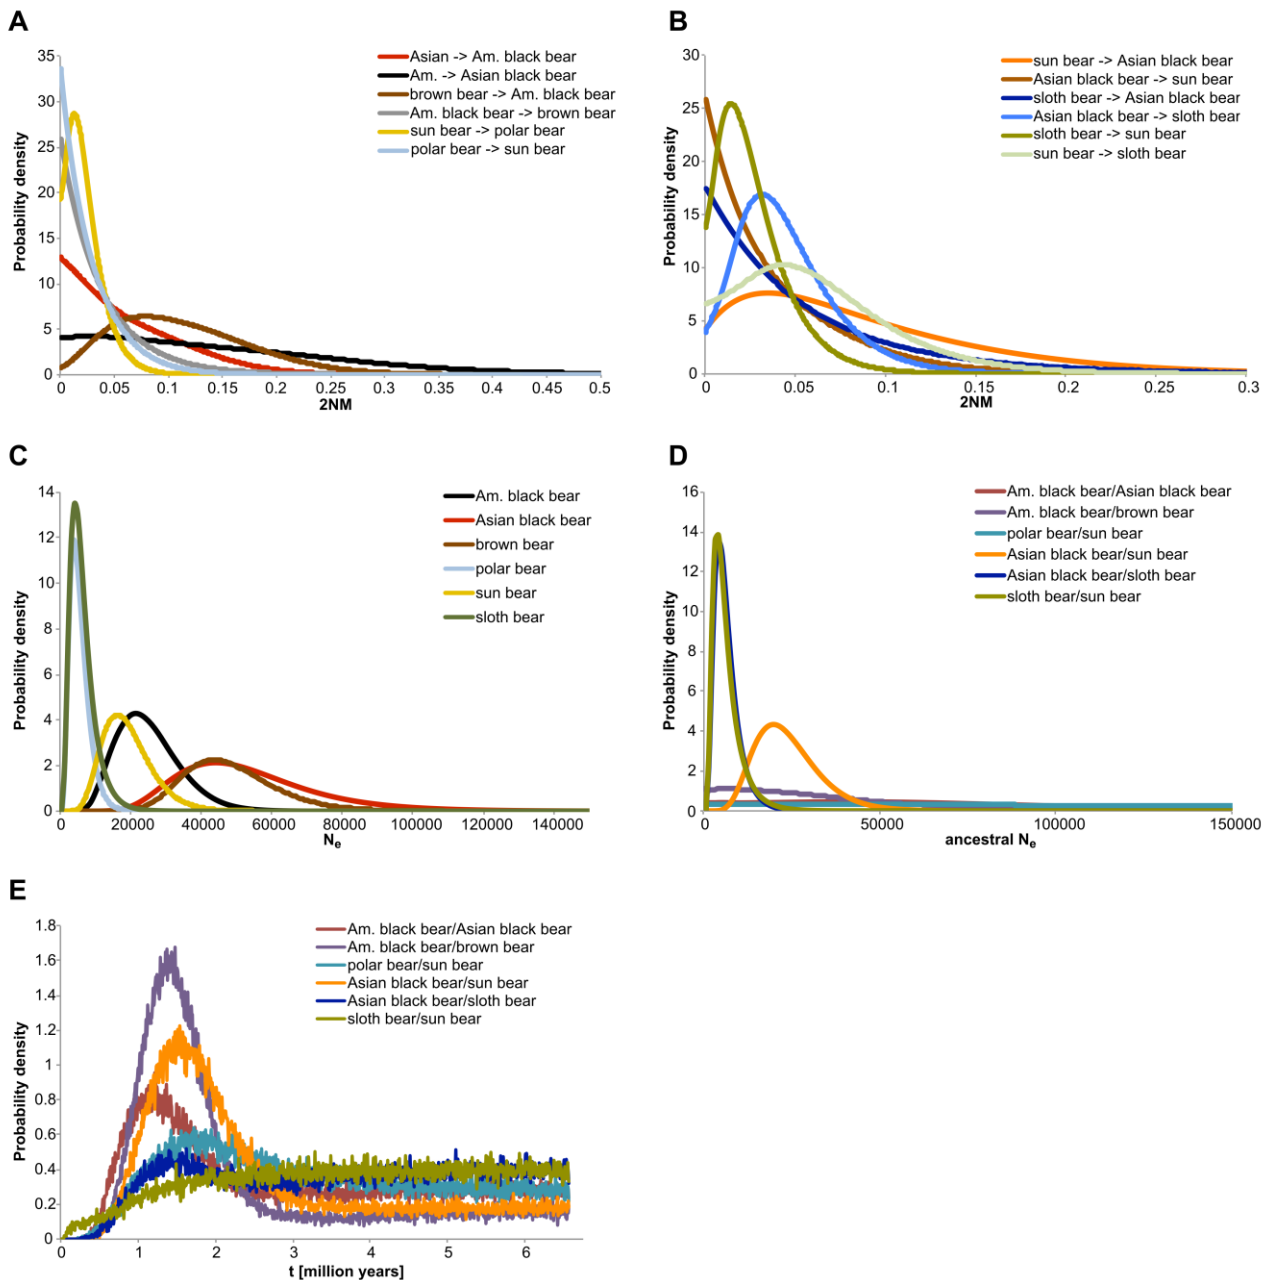 A
35
30
25
20
15
10
5
0
Probability density
Asian -> Am. black bear
Am. -> Asian black bear
brown bear -> Am. black bear
Am. black bear -> brown bear
sun bear -> polar bear
polar bear -> sun bear
0 0.05 0.1 0.15 0.2 0.25 0.3 0.35 0.4 0.45 0.5
2NM
B
30
25
20
15
10
5
0
Probability density
sun bear -> Asian black bear
Asian black bear -> sun bear
sloth bear -> Asian black bear
Asian black bear -> sloth bear
sloth bear -> sun bear
sun bear -> sloth bear
0 0.05 0.1 0.15 0.2 0.25 0.3
2NM
C
14
12
10
8
6
4
2
0
Probability density
Am. black bear
Asian black bear
brown bear
polar bear
sun bear
sloth bear
0 20000 40000 60000 80000 100000 120000 140000
Ne
D
16
14
12
10
8
6
4
2
0
Probability density
Am. black bear/Asian black bear
Am. black bear/brown bear
polar bear/sun bear
Asian black bear/sun bear
Asian black bear/sloth bear
sloth bear/sun bear
0 50000 100000 150000
ancestral Ne
E
1.8
1.6
1.4
1.2
1
0.8
0.6
0.4
0.2
0
Probability density
Am. black bear/Asian black bear
Am. black bear/brown bear
polar bear/sun bear
Asian black bear/sun bear
Asian black bear/sloth bear
sloth bear/sun bear
0 1 2 3 4 5 6
t [million years]